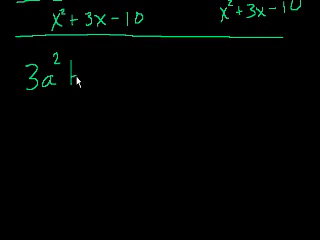 x² + 3x - 10
x² + 3x - 10
3a²